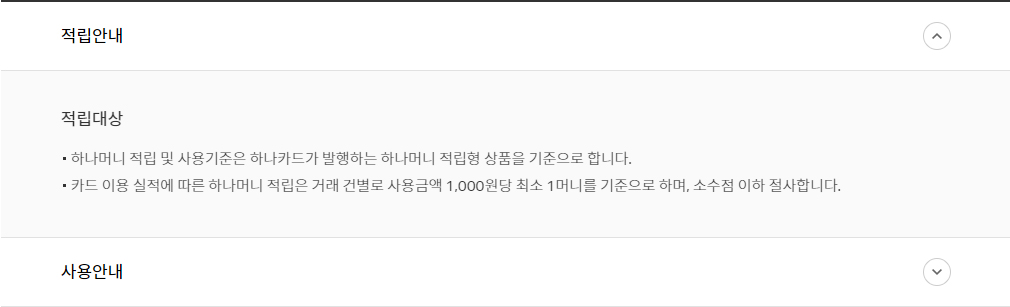 적립안내
적립대상
▪ 하나머니 적립 및 사용기준은 하나카드가 발행하는 하나머니 적립형 상품을 기준으로 합니다.
▪ 카드 이용 실적에 따른 하나머니 적립은 거래 건별로 사용금액 1,000원당 최소 1머니를 기준으로 하며, 소수점 이하 절사합니다.
사용안내